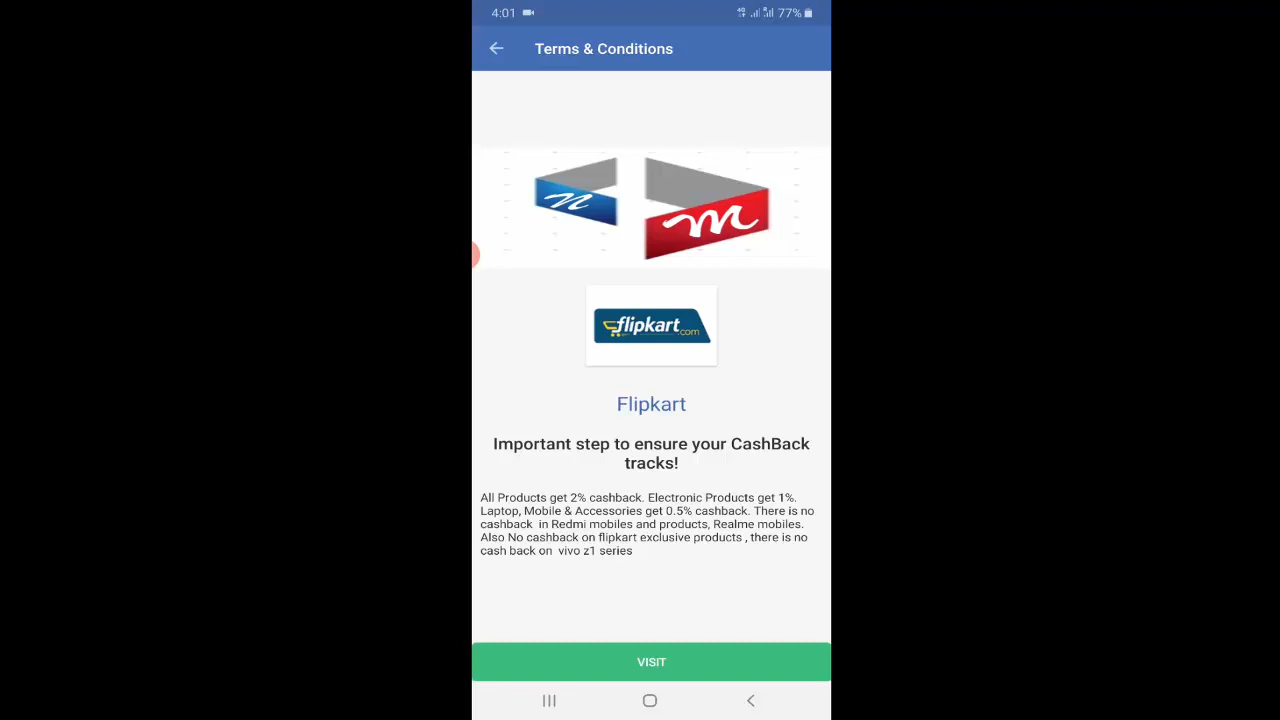 4:01
4G 77%
Terms & Conditions
n m
flipkart.com
Flipkart
Important step to ensure your CashBack
tracks!
All Products get 2% cashback. Electronic Products get 1%.
Laptop, Mobile & Accessories get 0.5% cashback. There is no
cashback in Redmi mobiles and products, Realme mobiles.
Also No cashback on flipkart exclusive products , there is no
cash back on vivo z1 series
VISIT